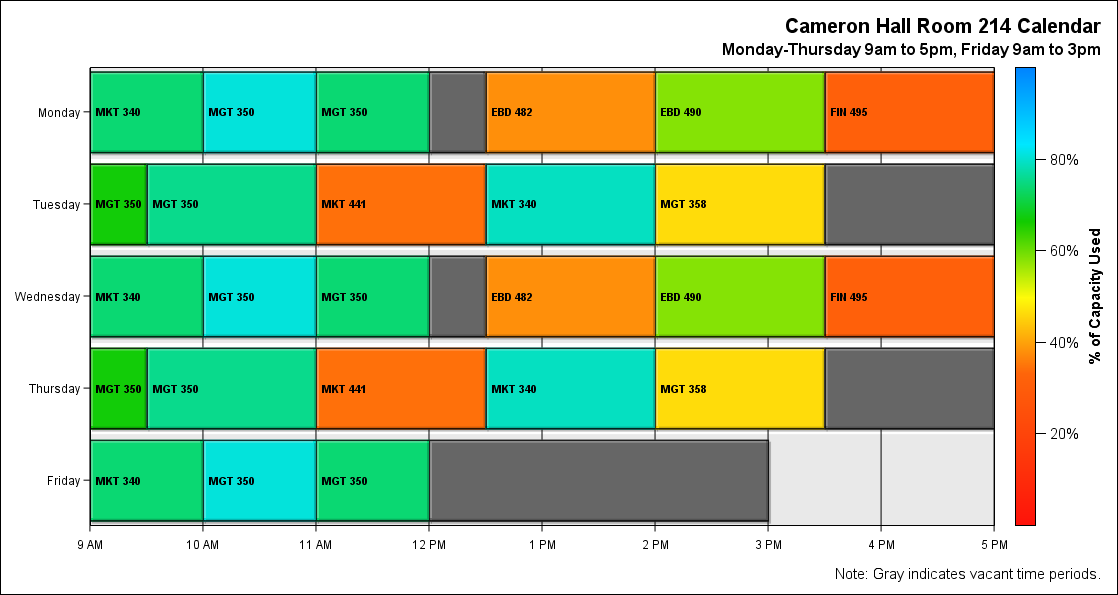 Cameron Hall Room 214 Calendar
Monday-Thursday 9am to 5pm, Friday 9am to 3pm
Monday
MKT 340
MGT 350
MGT 350
EBD 482
EBD 490
FIN 495
Tuesday
MGT 350
MGT 350
MKT 441
MKT 340
MGT 358
Wednesday
MKT 340
MGT 350
MGT 350
EBD 482
EBD 490
FIN 495
Thursday
MGT 350
MGT 350
MKT 441
MKT 340
MGT 358
Friday
MKT 340
MGT 350
MGT 350
9 AM
10 AM
11 AM
12 PM
1 PM
2 PM
3 PM
4 PM
5 PM
80%
60%
40%
20%
% of Capacity Used
Note: Gray indicates vacant time periods.